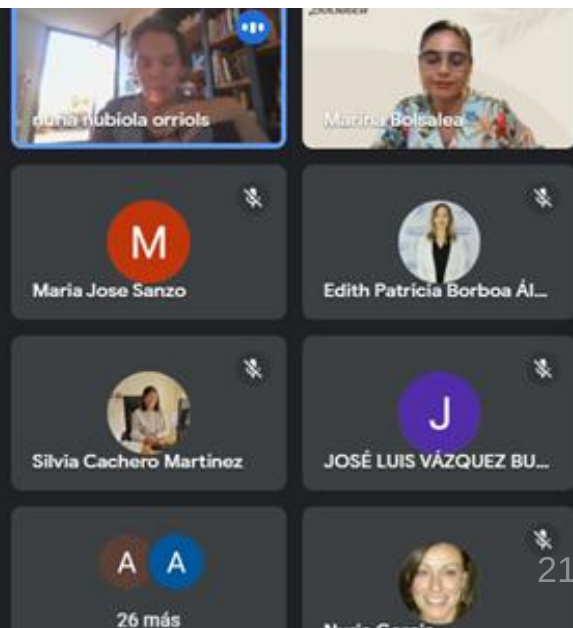 nuria nubiola orriols
Marina Bolsalea
M
Maria Jose Sanzo
Edith Patricia Borboa Ál...
Silvia Cachero Martínez
J
JOSÉ LUIS VÁZQUEZ BU...
A A
26 más
21